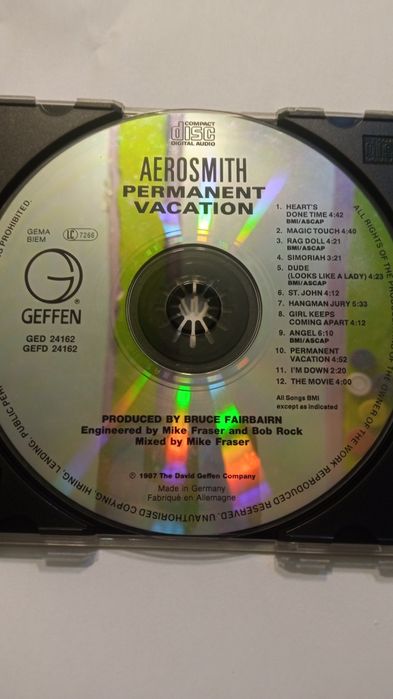 COMPACT
disc
DIGITAL AUDIO
AEROSMITH
PERMANENT
VACATION
GEMA
BIEM
LC 7266
GEFFEN
®
GED 24162
GEFD 24162
1. HEART'S
DONE TIME 4:42
BMI/ASCAP
2. MAGIC TOUCH 4:40
3. RAG DOLL 4:21
BMI/ASCAP
4. SIMORIAH 3:21
5. DUDE
(LOOKS LIKE A LADY) 4:23
BMI/ASCAP
6. ST. JOHN 4:12
7. HANGMAN JURY 5:33
8. GIRL KEEPS
COMING APART 4:12
9. ANGEL 6:10
BMI/ASCAP
10. PERMANENT
VACATION 4:52
11. I'M DOWN 2:20
12. THE MOVIE 4:00
All Songs BMI
except as indicated
PRODUCED BY BRUCE FAIRBAIRN
Engineered by Mike Fraser and Bob Rock
Mixed by Mike Fraser
℗ 1987 The David Geffen Company
Made in Germany
Fabriqué en Allemagne
ALL RIGHTS OF THE OF THE OWNER OF THE WORK REPRODUCED RESERVED. UNAUTHORISED COPYING, HIRING, LENDING, PUBLIC PROHIBITED.